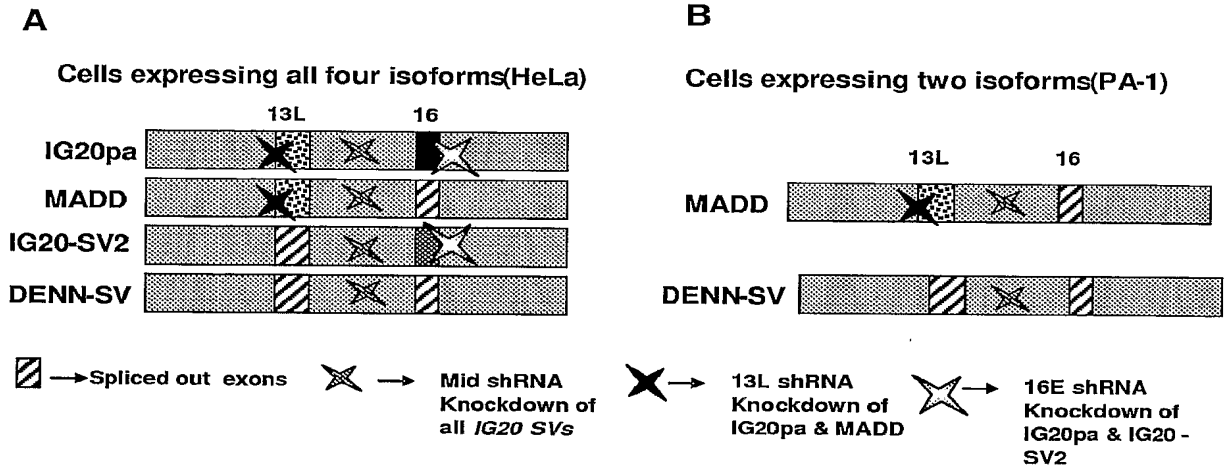 A
Cells expressing all four isoforms(HeLa)
13L 16
IG20pa
MADD
IG20-SV2
DENN-SV
B
Cells expressing two isoforms(PA-1)
13L 16
MADD
DENN-SV
Spliced out exons
Mid shRNA
Knockdown of
all IG20 SVs
13L shRNA
Knockdown of
IG20pa & MADD
16E shRNA
Knockdown of
IG20pa & IG20 -
SV2